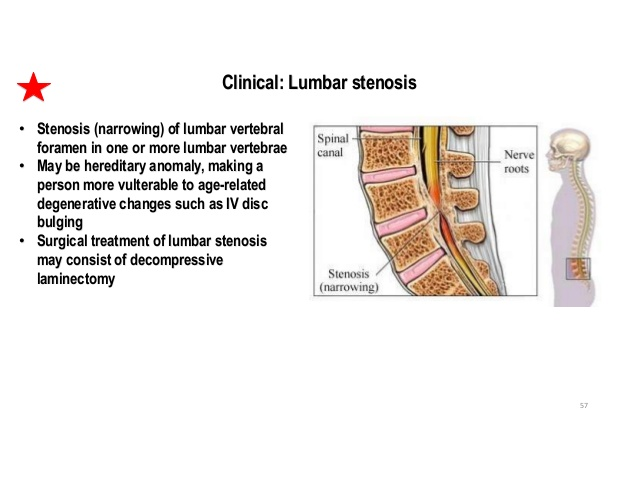 Clinical: Lumbar stenosis
• Stenosis (narrowing) of lumbar vertebral
foramen in one or more lumbar vertebrae
• May be hereditary anomaly, making a
person more vulterable to age-related
degenerative changes such as IV disc
bulging
• Surgical treatment of lumbar stenosis
may consist of decompressive
laminectomy
Spinal
canal
Nerve
roots
Stenosis
(narrowing)
57